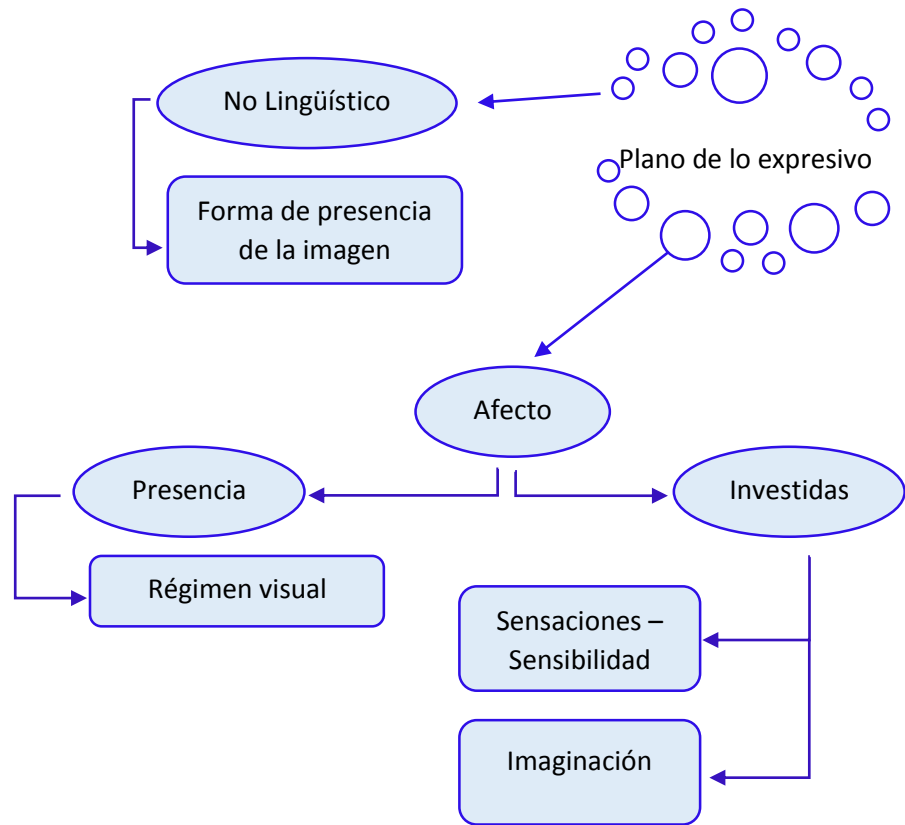 No Lingüístico
Plano de lo expresivo
Forma de presencia
de la imagen
Afecto
Presencia
Investidas
Régimen visual
Sensaciones –
Sensibilidad
Imaginación